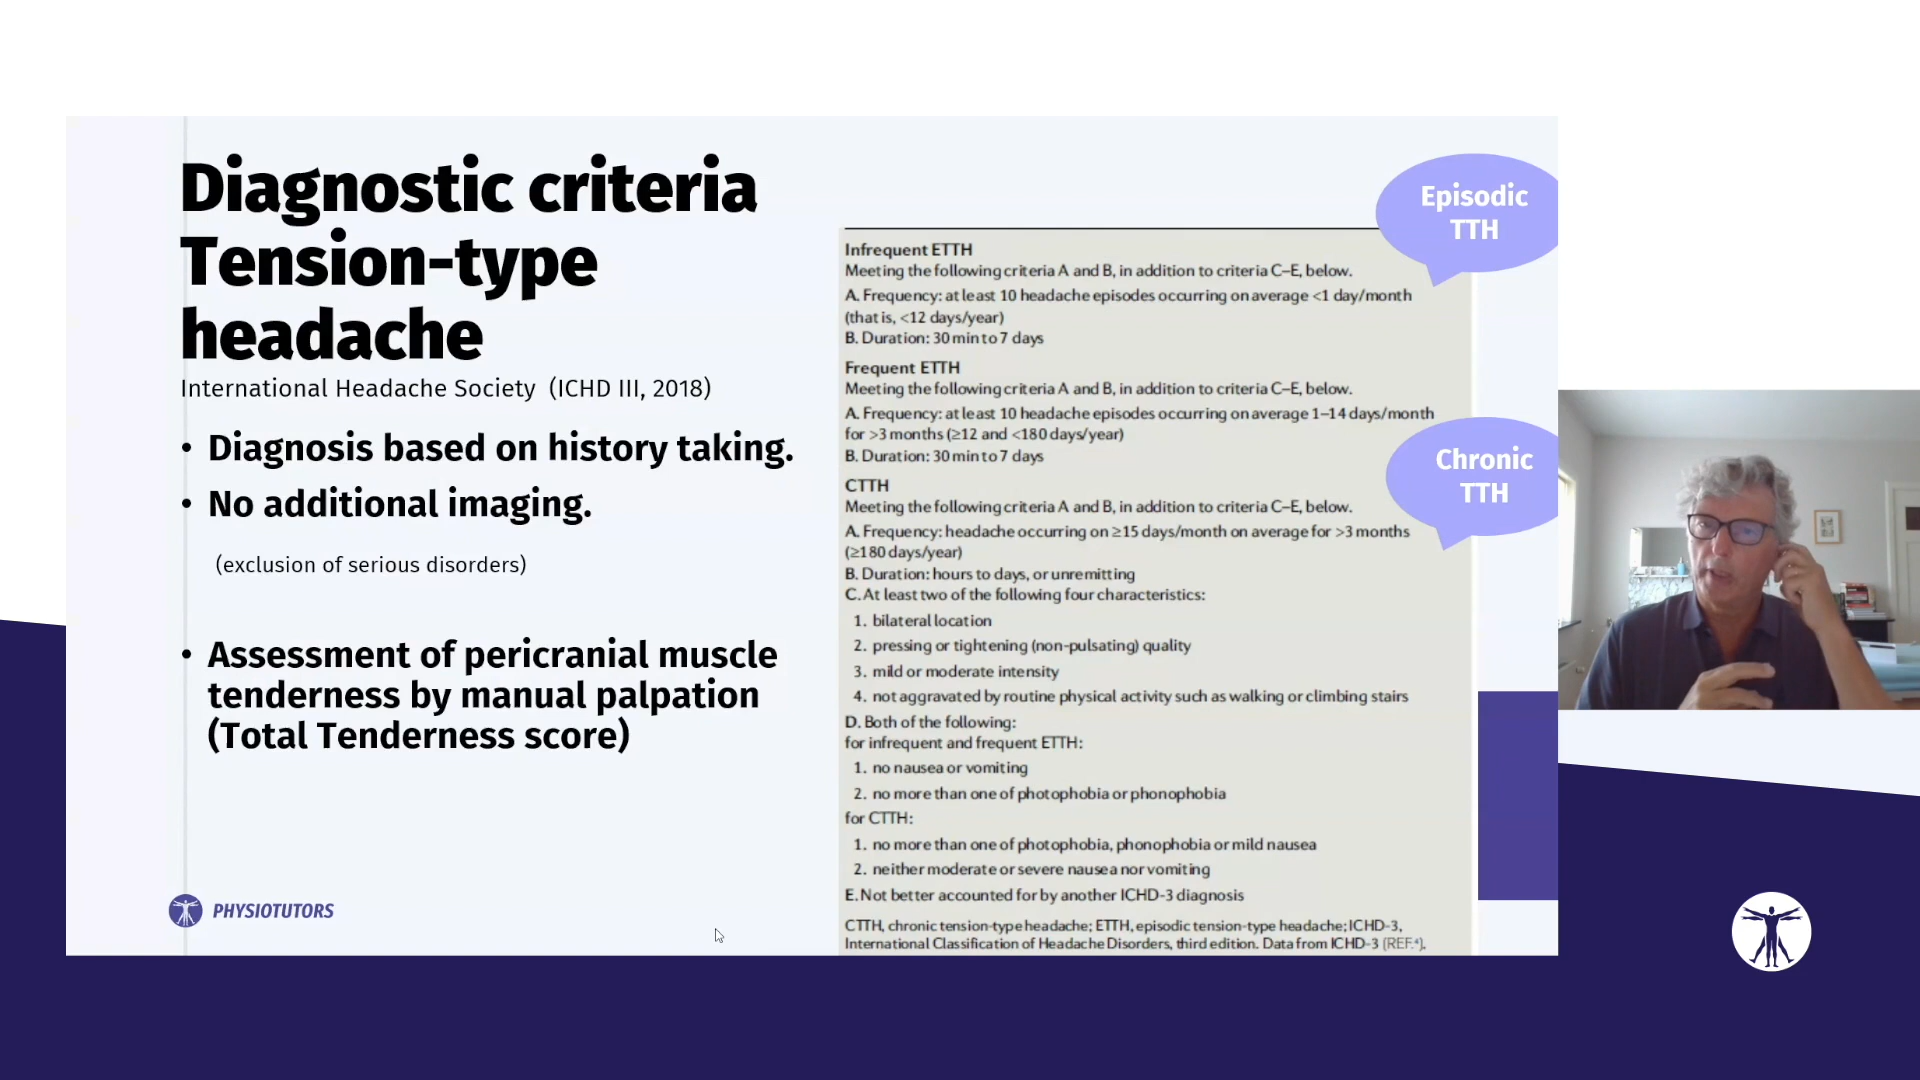 Diagnostic criteria
Tension-type
headache
International Headache Society (ICHD III, 2018)
• Diagnosis based on history taking.
• No additional imaging.
(exclusion of serious disorders)
• Assessment of pericranial muscle
tenderness by manual palpation
(Total Tenderness score)
PHYSIOTUTORS
Episodic
TTH
Infrequent ETTH
Meeting the following criteria A and B, in addition to criteria C–E, below.
A. Frequency: at least 10 headache episodes occurring on average <1 day/month
(that is, <12 days/year)
B. Duration: 30 min to 7 days
Frequent ETTH
Meeting the following criteria A and B, in addition to criteria C–E, below.
A. Frequency: at least 10 headache episodes occurring on average 1–14 days/month
for >3 months (≥12 and <180 days/year)
B. Duration: 30 min to 7 days
Chronic
TTH
CTTH
Meeting the following criteria A and B, in addition to criteria C–E, below.
A. Frequency: headache occurring on ≥15 days/month on average for >3 months
(≥180 days/year)
B. Duration: hours to days, or unremitting
C. At least two of the following four characteristics:
1. bilateral location
2. pressing or tightening (non-pulsating) quality
3. mild or moderate intensity
4. not aggravated by routine physical activity such as walking or climbing stairs
D. Both of the following:
for infrequent and frequent ETTH:
1. no nausea or vomiting
2. no more than one of photophobia or phonophobia
for CTTH:
1. no more than one of photophobia, phonophobia or mild nausea
2. neither moderate or severe nausea nor vomiting
E. Not better accounted for by another ICHD-3 diagnosis
CTTH, chronic tension-type headache; ETTH, episodic tension-type headache; ICHD-3,
International Classification of Headache Disorders, third edition. Data from ICHD-3 (REF.⁴).